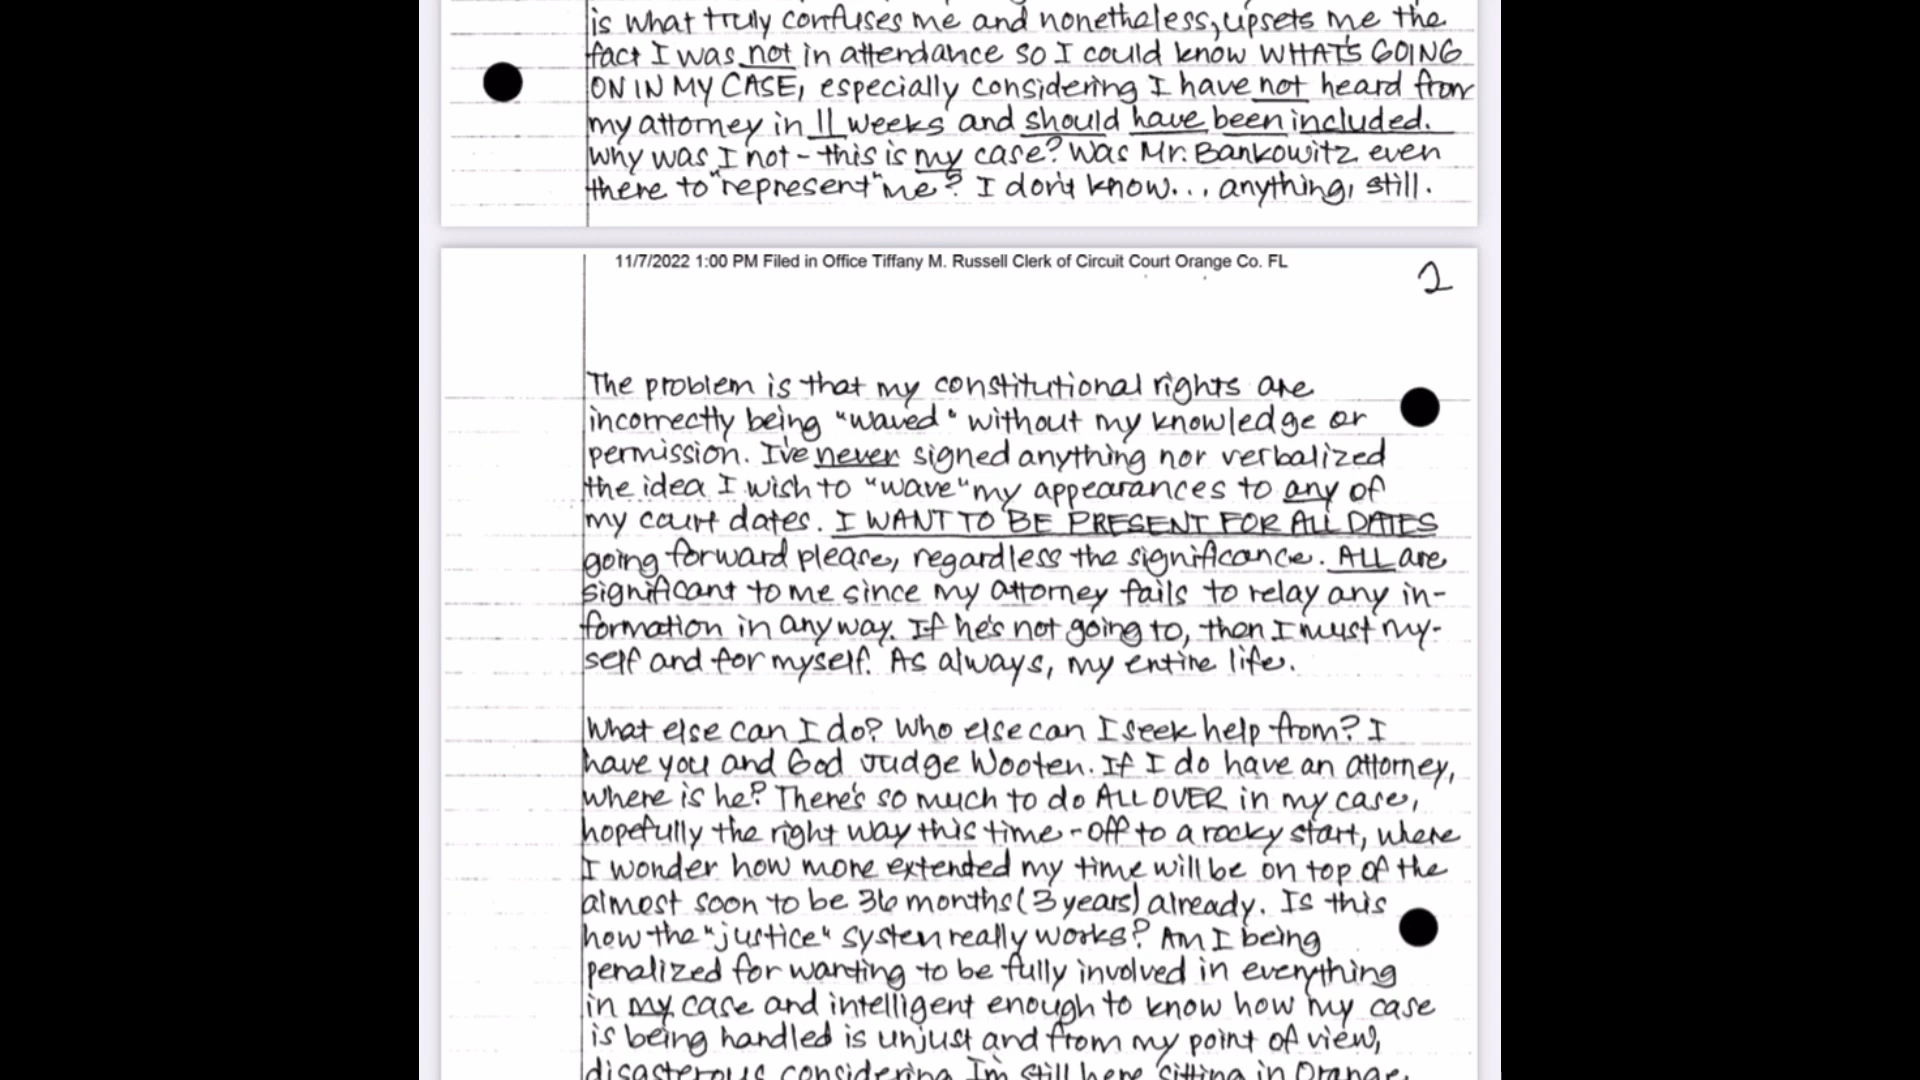 is what truly confuses me and nonetheless, upsets me the
fact I was not in attendance so I could know WHAT'S GOING
ON IN MY CASE, especially considering I have not heard from
my attorney in 11 weeks and should have been included.
Why was I not - this is my case? Was Mr. Bankowitz even
there to "represent" me? I don't know... anything, still.
11/7/2022 1:00 PM Filed in Office Tiffany M. Russell Clerk of Circuit Court Orange Co. FL
2
The problem is that my constitutional rights are
incorrectly being "waved" without my knowledge or
permission. I've never signed anything nor verbalized
the idea I wish to "wave" my appearances to any of
my court dates. I WANT TO BE PRESENT FOR ALL DATES
going forward please, regardless the significance. ALL are
significant to me since my attorney fails to relay any in-
formation in any way. If he's not going to, then I must my-
self and for myself. As always, my entire life.
What else can I do? Who else can I seek help from? I
have you and God Judge Wooten. If I do have an attorney,
where is he? There's so much to do ALL OVER in my case,
hopefully the right way this time - off to a rocky start, where
I wonder how more extended my time will be on top of the
almost soon to be 36 months (3 years) already. Is this
how the "justice" system really works? Am I being
penalized for wanting to be fully involved in everything
in my case and intelligent enough to know how my case
is being handled is unjust and from my point of view,
disasterous considering I'm still here sitting in Orange